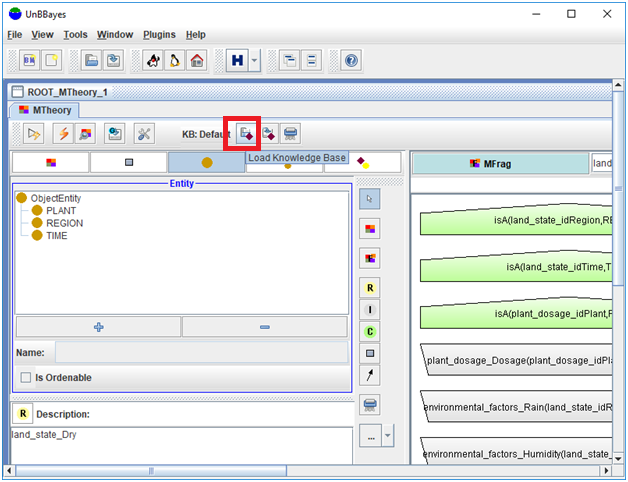 UnBBayes
File View Tools Window Plugins Help
BN
H
ROOT_MTheory_1
MTheory
KB: Default
Load Knowledge Base
MFrag
land
Entity
ObjectEntity
PLANT
REGION
TIME
Name:
Is Ordenable
R Description:
land_state_Dry
R
I
C
...
isA(land_state_idRegion,RE
isA(land_state_idTime,T
isA(plant_dosage_idPlant,P
plant_dosage_Dosage(plant_dosage_idPla
environmental_factors_Rain(land_state_idR
environmental_factors_Humidity(land_state_